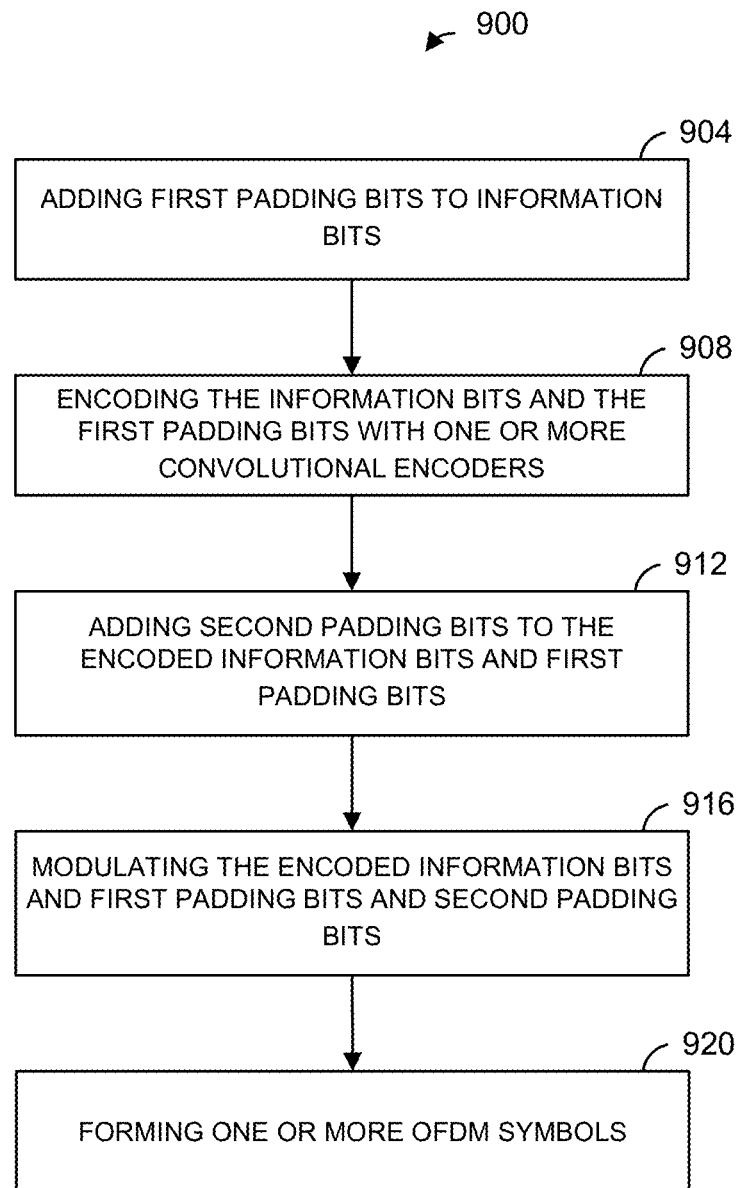 900
904
ADDING FIRST PADDING BITS TO INFORMATION
BITS
908
ENCODING THE INFORMATION BITS AND THE
FIRST PADDING BITS WITH ONE OR MORE
CONVOLUTIONAL ENCODERS
912
ADDING SECOND PADDING BITS TO THE
ENCODED INFORMATION BITS AND FIRST
PADDING BITS
916
MODULATING THE ENCODED INFORMATION BITS
AND FIRST PADDING BITS AND SECOND PADDING
BITS
920
FORMING ONE OR MORE OFDM SYMBOLS